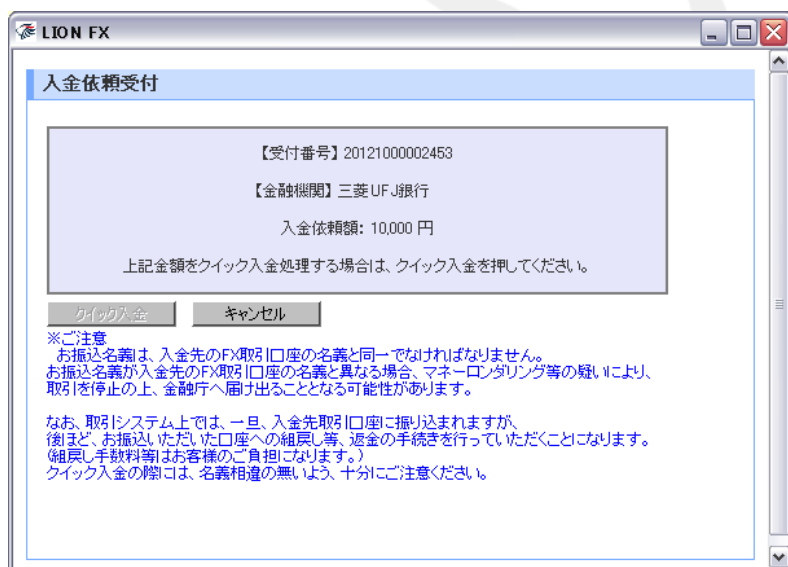 LION FX
入金依頼受付
【受付番号】20121000002453
【金融機関】三菱UFJ銀行
入金依頼額: 10,000 円
上記金額をクイック入金処理する場合は、クイック入金を押してください。
クイック入金 キャンセル
※ご注意
お振込名義は、入金先のFX取引口座の名義と同一でなければなりません。
お振込名義が入金先のFX取引口座の名義と異なる場合、マネーロンダリング等の疑いにより、
取引を停止の上、金融庁へ届け出ることとなる可能性があります。
なお、取引システム上では、一旦、入金先取引口座に振り込まれますが、
後ほど、お振込いただいた口座への組戻し等、返金の手続きを行っていただくことになります。
(組戻し手数料等はお客様のご負担になります。)
クイック入金の際には、名義相違の無いよう、十分にご注意ください。